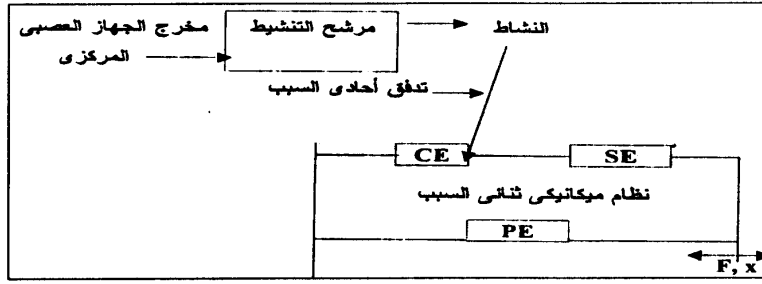 مخرج الجهاز العصبى
المركزى
مرشح التنشيط
النشاط
تدفق أحادى السبب
CE
SE
نظام ميكانيكى ثنائى السبب
PE
F, x